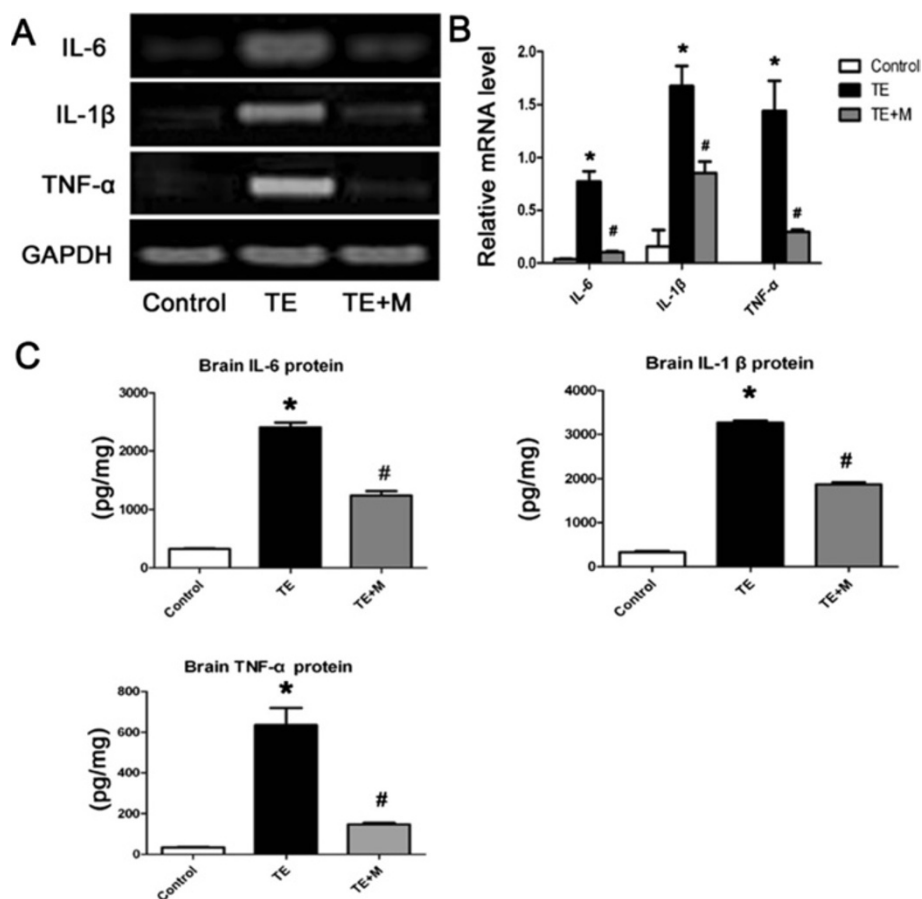 A
IL-6
IL-1β
TNF-α
GAPDH
Control TE TE+M
B
Relative mRNA level
2.0
1.5
1.0
0.5
0.0
*
#
*
#
*
#
IL-6
IL-1β
TNF-α
Control
TE
TE+M
C
Brain IL-6 protein
(pg/mg)
3000
2000
1000
0
*
#
Control
TE
TE+M
Brain IL-1 β protein
(pg/mg)
4000
3000
2000
1000
0
*
#
Control
TE
TE+M
Brain TNF-α protein
(pg/mg)
800
600
400
200
0
*
#
Control
TE
TE+M